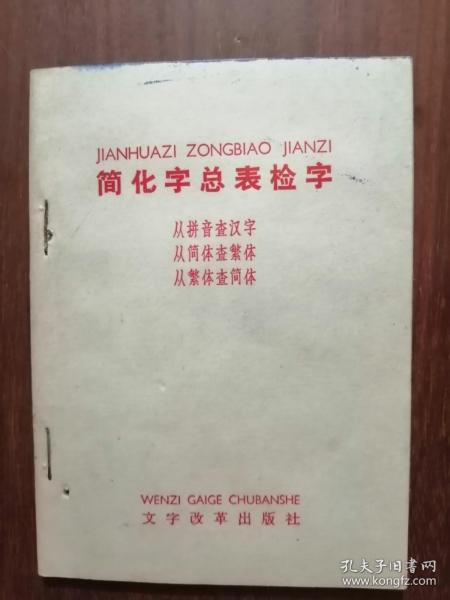 JIANHUAZI ZONGBIAO JIANZI
简化字总表检字
从拼音查汉字
从简体查繁体
从繁体查简体
WENZI GAIGE CHUBANSHE
文字改革出版社
孔夫子旧书网
www.kongfz.com